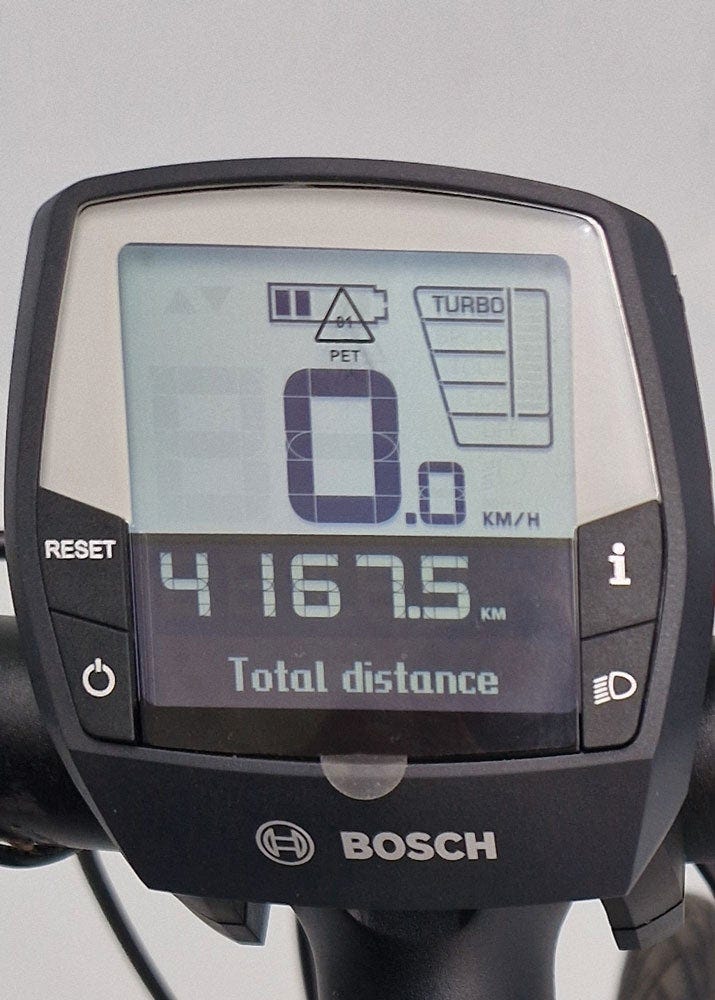 TURBO
01
PET
0.0 KM/H
RESET
i
4167.5 KM
Total distance
BOSCH